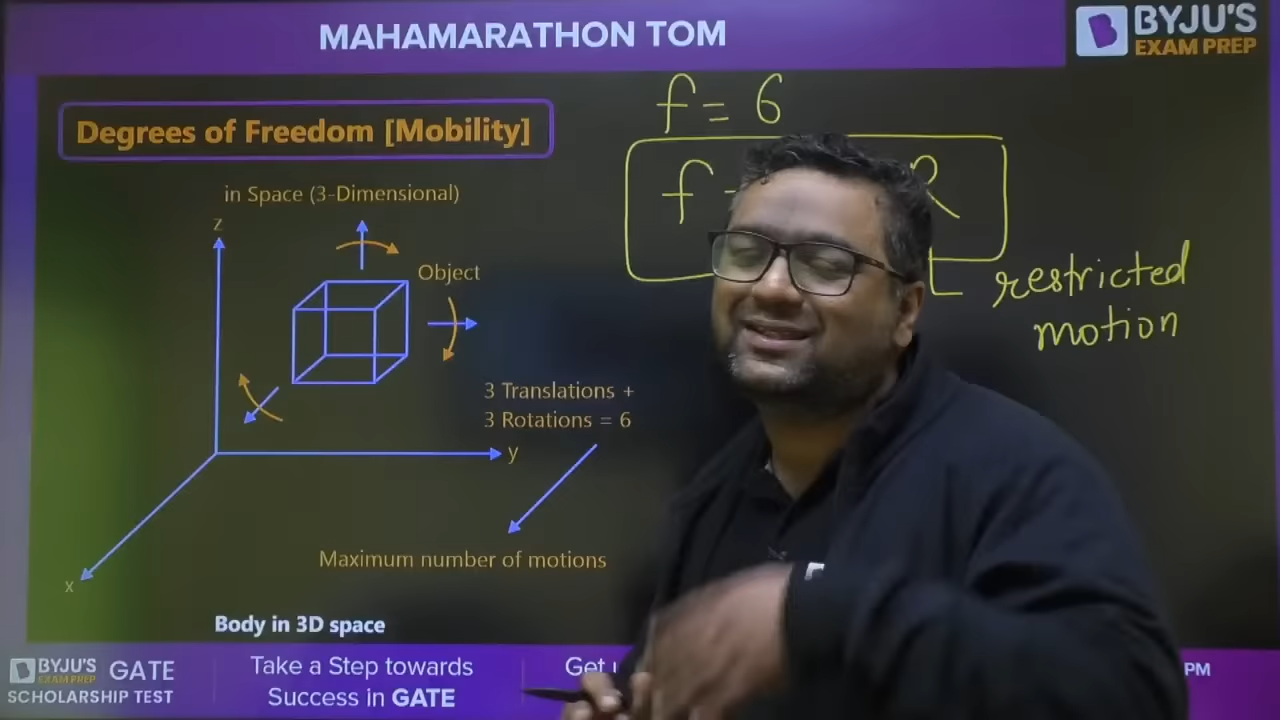 MAHAMARATHON TOM
BYJU'S
EXAM PREP
Degrees of Freedom [Mobility]
in Space (3-Dimensional)
z
Object
3 Translations +
3 Rotations = 6
y
Maximum number of motions
x
Body in 3D space
f = 6
f - R
restricted
motion
BYJU'S
EXAM PREP
GATE
SCHOLARSHIP TEST
Take a Step towards
Success in GATE
Get
PM